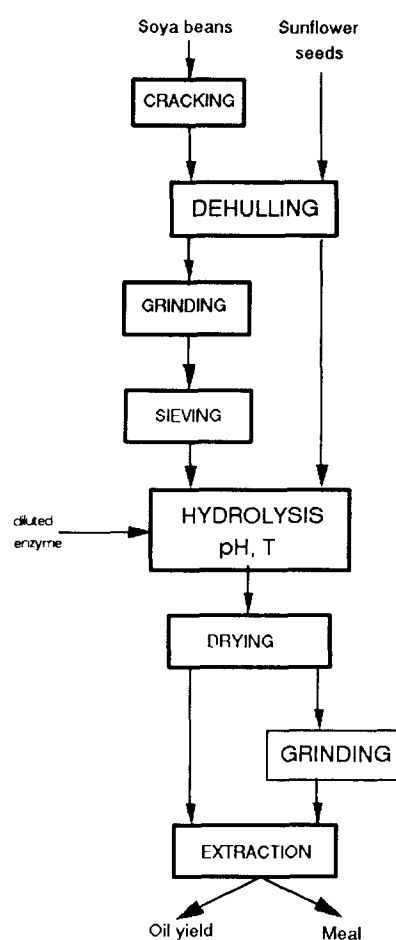 Soya beans
Sunflower
seeds
CRACKING
DEHULLING
GRINDING
SIEVING
diluted
enzyme
HYDROLYSIS
pH, T
DRYING
GRINDING
EXTRACTION
Oil yield
Meal